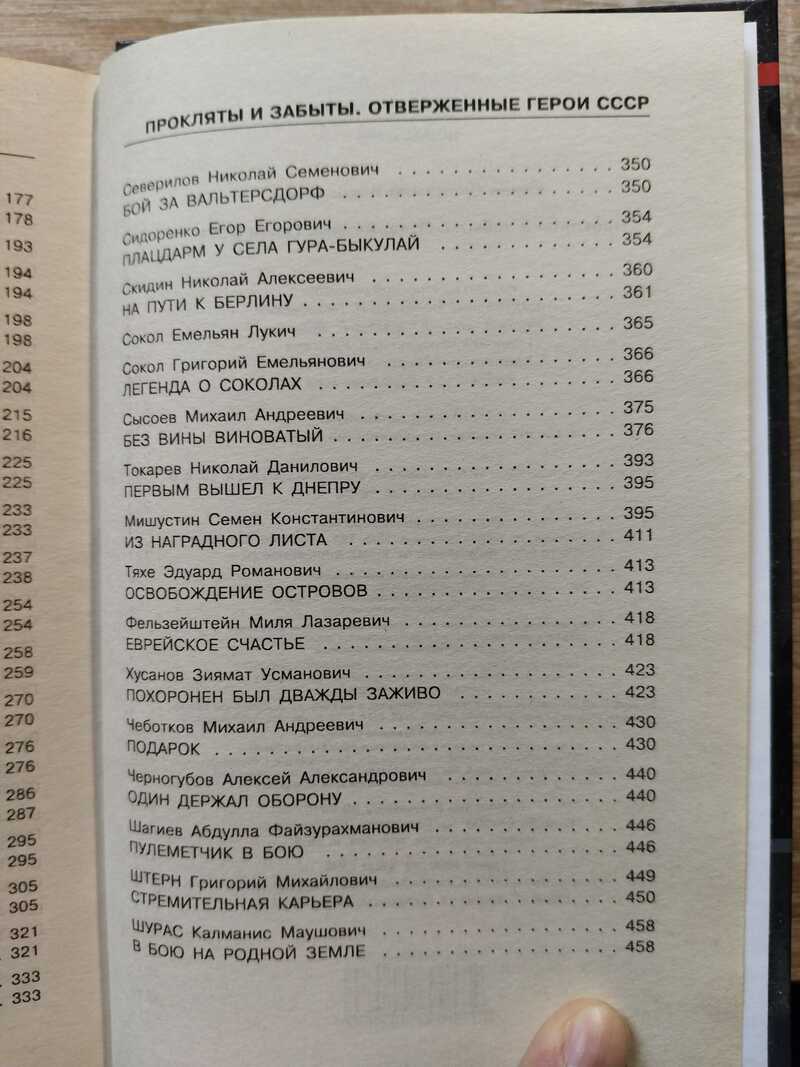 177
178
193
194
194
198
198
204
204
215
216
225
225
233
233
237
238
254
254
258
259
270
270
276
276
286
287
295
295
305
305
321
321
333
333
ПРОКЛЯТЫ И ЗАБЫТЫ. ОТВЕРЖЕННЫЕ ГЕРОИ СССР
Северилов Николай Семенович . . . . . . . . . . . . . . . . 350
БОЙ ЗА ВАЛЬТЕРСДОРФ . . . . . . . . . . . . . . . . . . . . 350
Сидоренко Егор Егорович . . . . . . . . . . . . . . . . . . . . 354
ПЛАЦДАРМ У СЕЛА ГУРА-БЫКУЛАЙ . . . . . . . . . . . . . 354
Скидин Николай Алексеевич . . . . . . . . . . . . . . . . . . 360
НА ПУТИ К БЕРЛИНУ . . . . . . . . . . . . . . . . . . . . . . . 361
Сокол Емельян Лукич . . . . . . . . . . . . . . . . . . . . . . 365
Сокол Григорий Емельянович . . . . . . . . . . . . . . . . . 366
ЛЕГЕНДА О СОКОЛАХ . . . . . . . . . . . . . . . . . . . . . . 366
Сысоев Михаил Андреевич . . . . . . . . . . . . . . . . . . . 375
БЕЗ ВИНЫ ВИНОВАТЫЙ . . . . . . . . . . . . . . . . . . . . . 376
Токарев Николай Данилович . . . . . . . . . . . . . . . . . . 393
ПЕРВЫМ ВЫШЕЛ К ДНЕПРУ . . . . . . . . . . . . . . . . . . . 395
Мишустин Семен Константинович . . . . . . . . . . . . . . . 395
ИЗ НАГРАДНОГО ЛИСТА . . . . . . . . . . . . . . . . . . . . 411
Тяхе Эдуард Романович . . . . . . . . . . . . . . . . . . . . . 413
ОСВОБОЖДЕНИЕ ОСТРОВОВ . . . . . . . . . . . . . . . . . . 413
Фельзейштейн Миля Лазаревич . . . . . . . . . . . . . . . . 418
ЕВРЕЙСКОЕ СЧАСТЬЕ . . . . . . . . . . . . . . . . . . . . . . 418
Хусанов Зиямат Усманович . . . . . . . . . . . . . . . . . . . 423
ПОХОРОНЕН БЫЛ ДВАЖДЫ ЗАЖИВО . . . . . . . . . . . . 423
Чеботков Михаил Андреевич . . . . . . . . . . . . . . . . . . 430
ПОДАРОК . . . . . . . . . . . . . . . . . . . . . . . . . . . . . 430
Черногубов Алексей Александрович . . . . . . . . . . . . . 440
ОДИН ДЕРЖАЛ ОБОРОНУ . . . . . . . . . . . . . . . . . . . . 440
Шагиев Абдулла Файзурахманович . . . . . . . . . . . . . . 446
ПУЛЕМЕТЧИК В БОЮ . . . . . . . . . . . . . . . . . . . . . . 446
ШТЕРН Григорий Михайлович . . . . . . . . . . . . . . . . . 449
СТРЕМИТЕЛЬНАЯ КАРЬЕРА . . . . . . . . . . . . . . . . . . . 450
ШУРАС Калманис Маушович . . . . . . . . . . . . . . . . . . 458
В БОЮ НА РОДНОЙ ЗЕМЛЕ . . . . . . . . . . . . . . . . . . 458